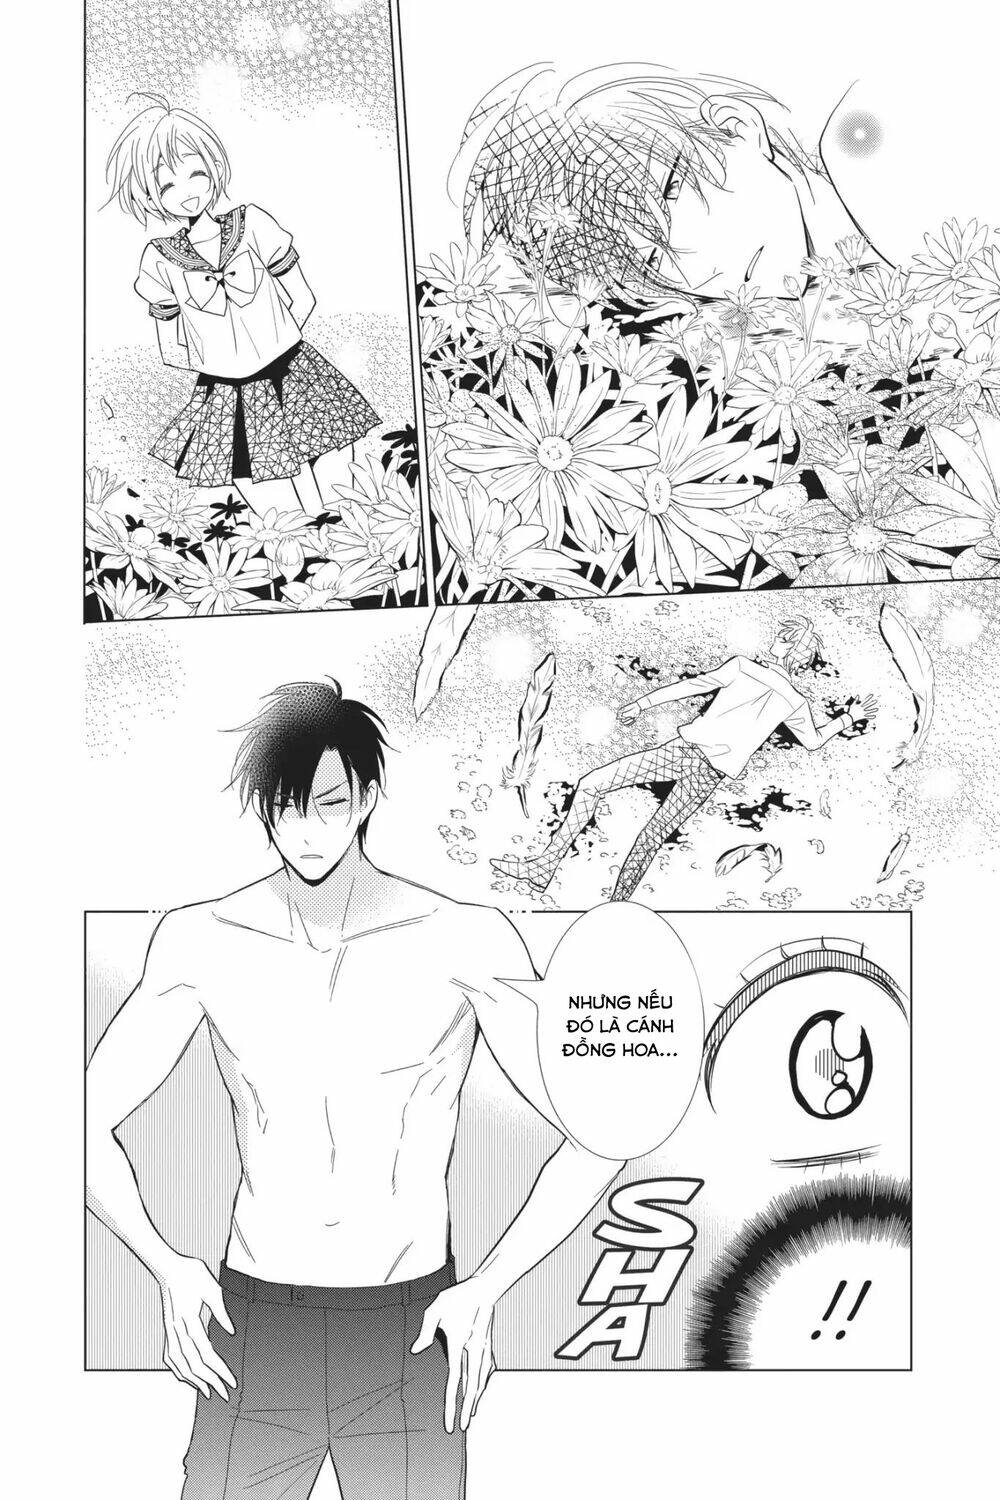 NHƯNG NẾU
ĐÓ LÀ CÁNH
ĐỒNG HOA...
SHA
!!